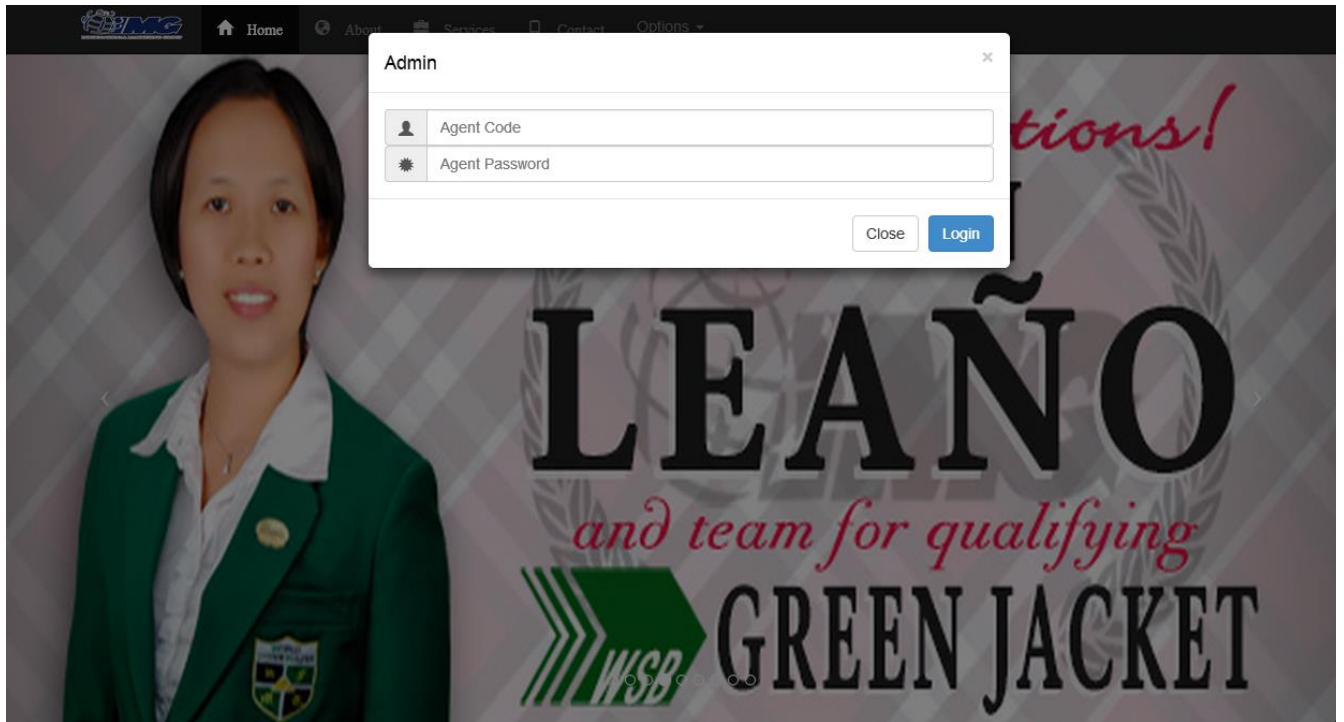 IMG
Home
About
Services
Contact
Options
Admin
×
Agent Code
Agent Password
Close
Login
tions!
LEAÑO
and team for qualifying
WSB
GREEN JACKET